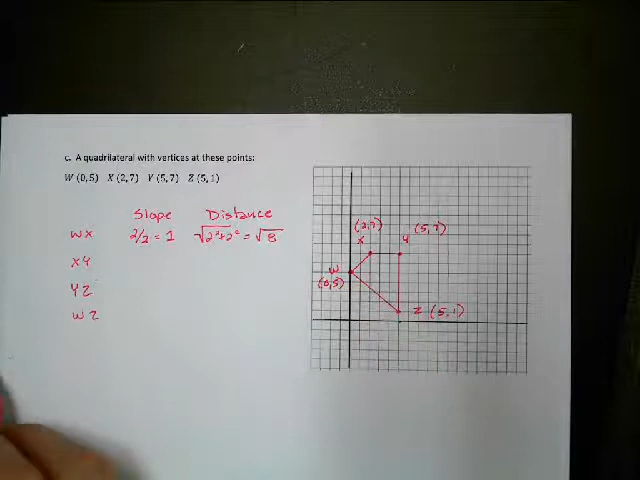 c. A quadrilateral with vertices at these points:
W (0,5) X (2,7) Y (5,7) Z (5,1)
Slope Distance
WX 2/2 = 1 √2²+2² = √8
XY
YZ
WZ
(2,7) (5,7)
X Y
W
(0,5)
Z (5,1)